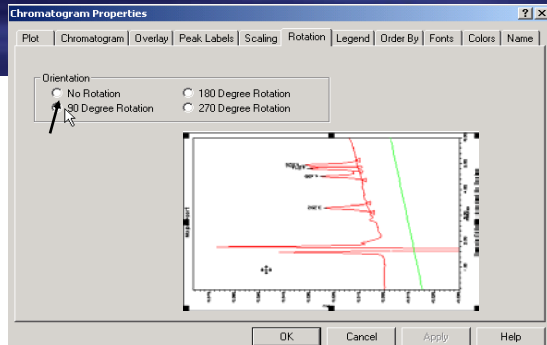 Chromatogram Properties
Plot Chromatogram Overlay Peak Labels Scaling Rotation Legend Order By Fonts Colors Name
Orientation
No Rotation 180 Degree Rotation
90 Degree Rotation 270 Degree Rotation
OK Cancel Apply Help